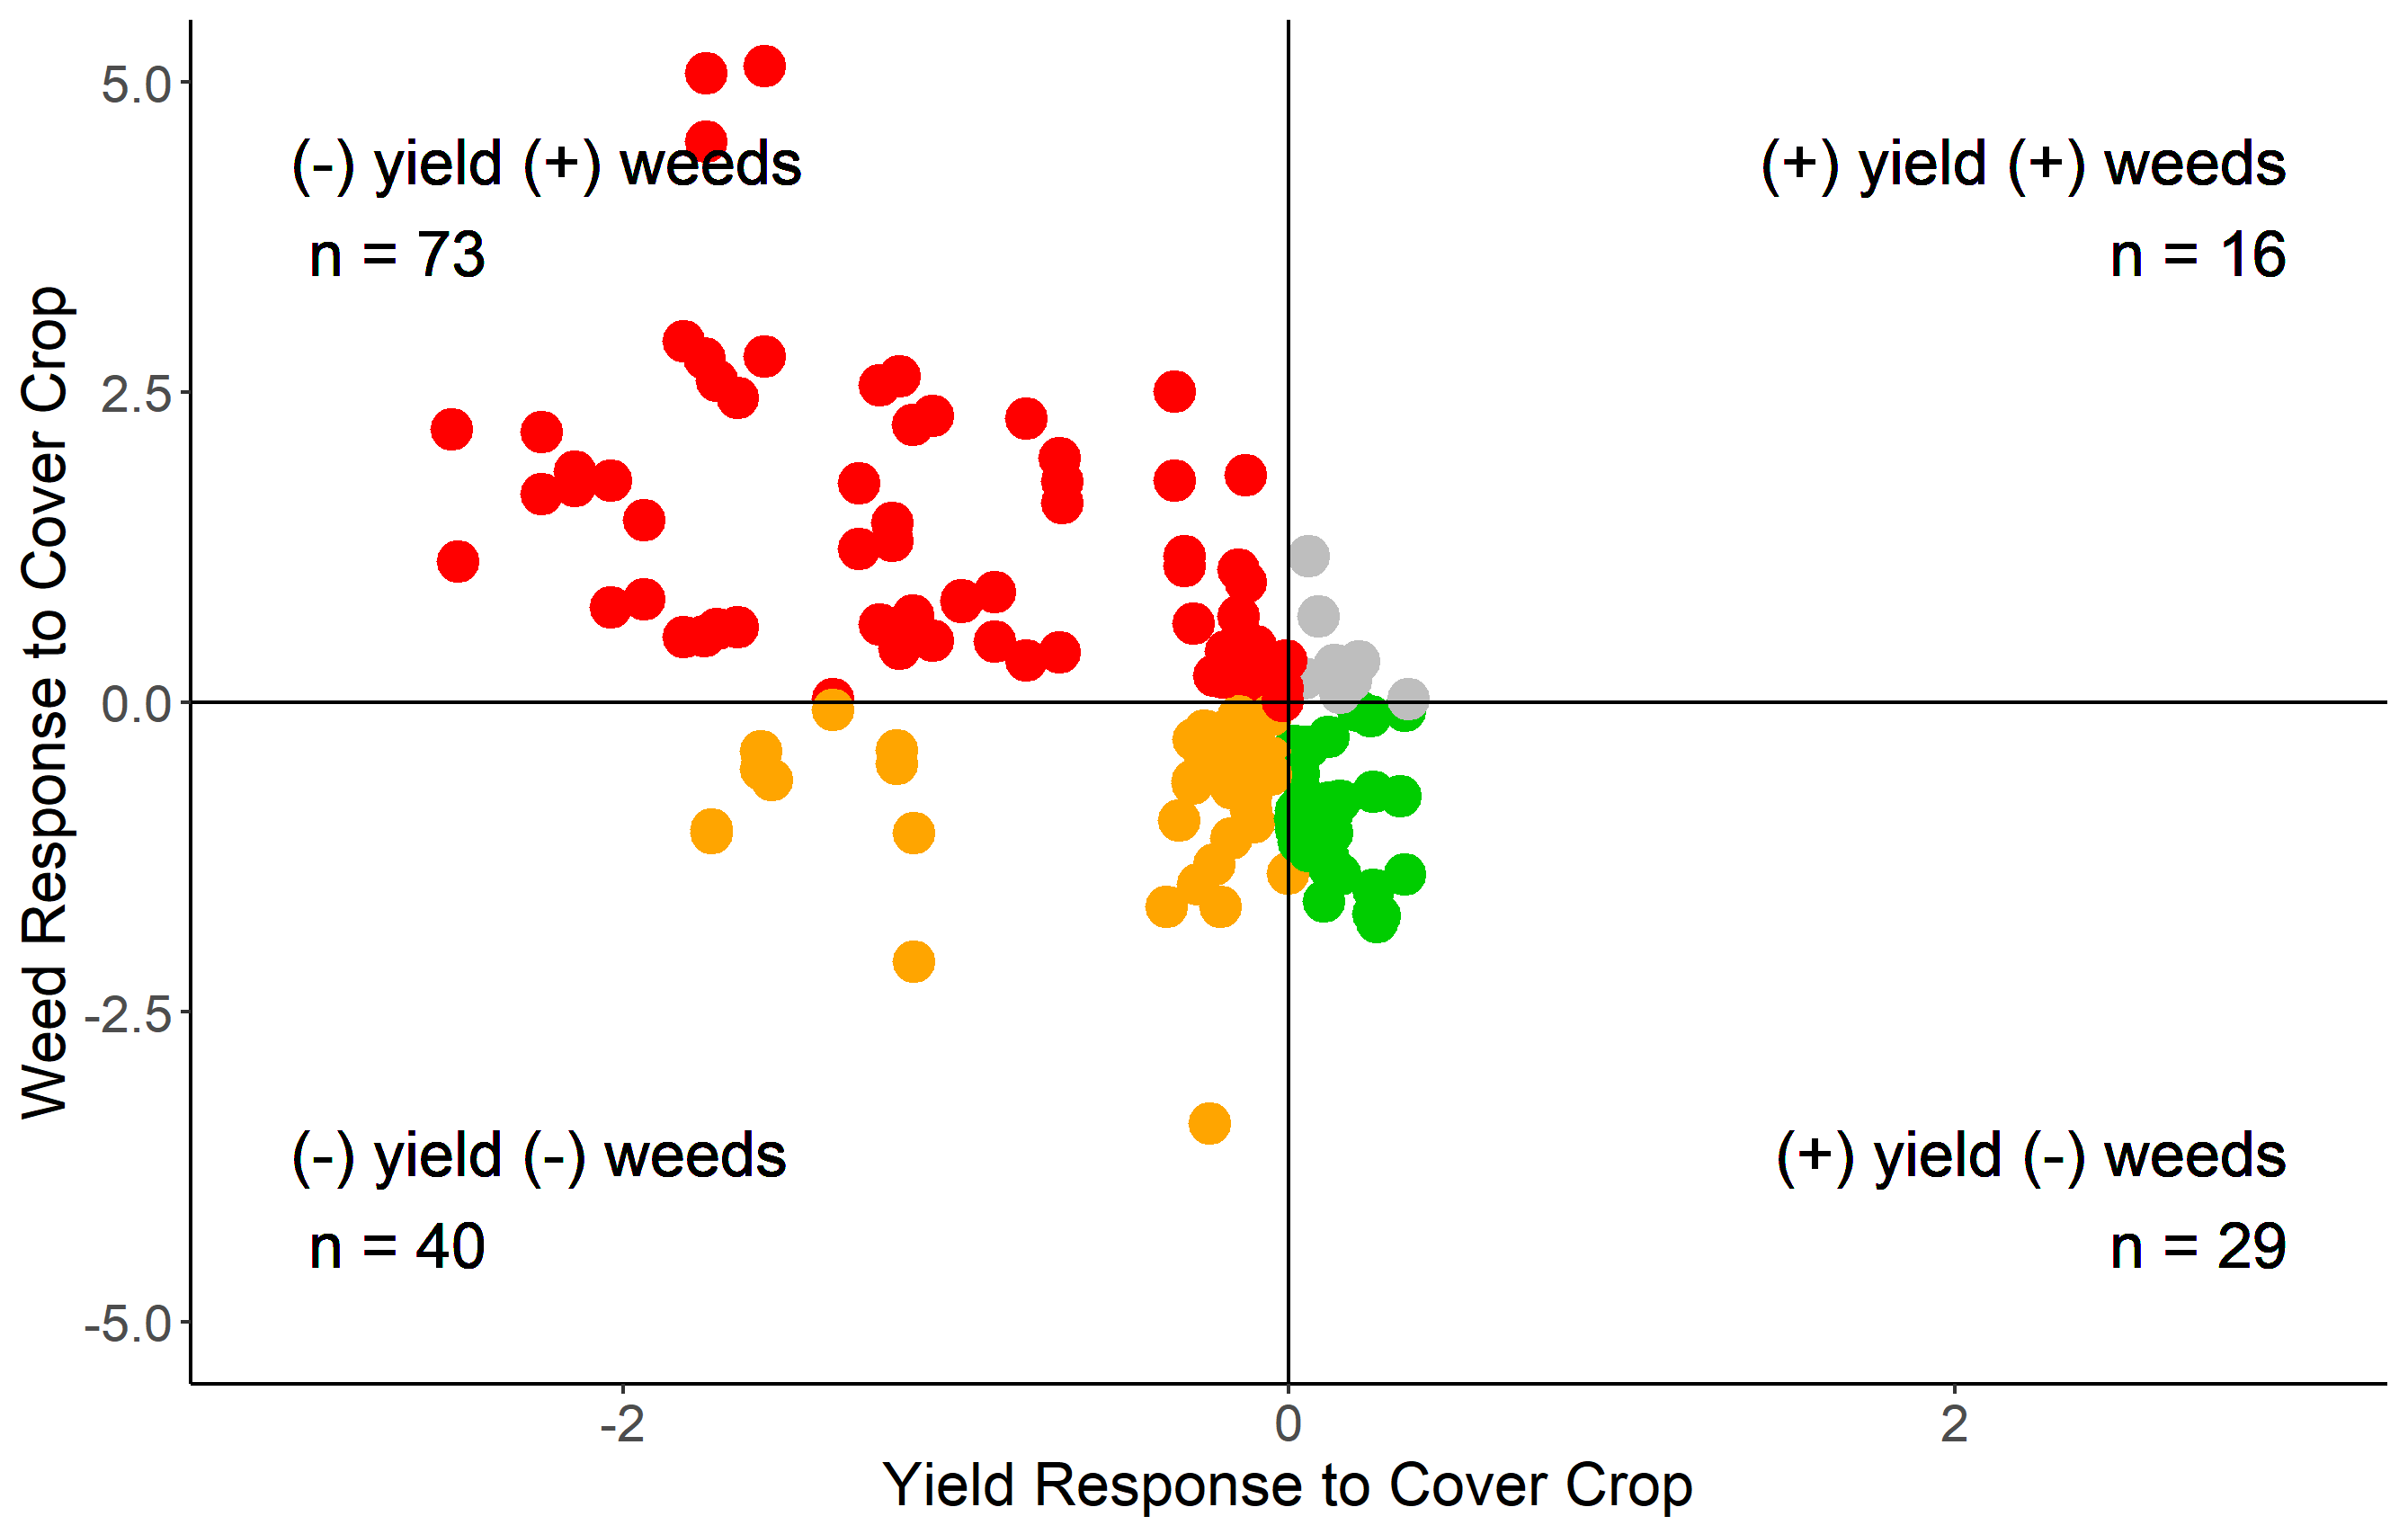 5.0
2.5
0.0
-2.5
-5.0
Weed Response to Cover Crop
(-) yield (+) weeds
n = 73
(+) yield (+) weeds
n = 16
(-) yield (-) weeds
n = 40
(+) yield (-) weeds
n = 29
-2
0
2
Yield Response to Cover Crop